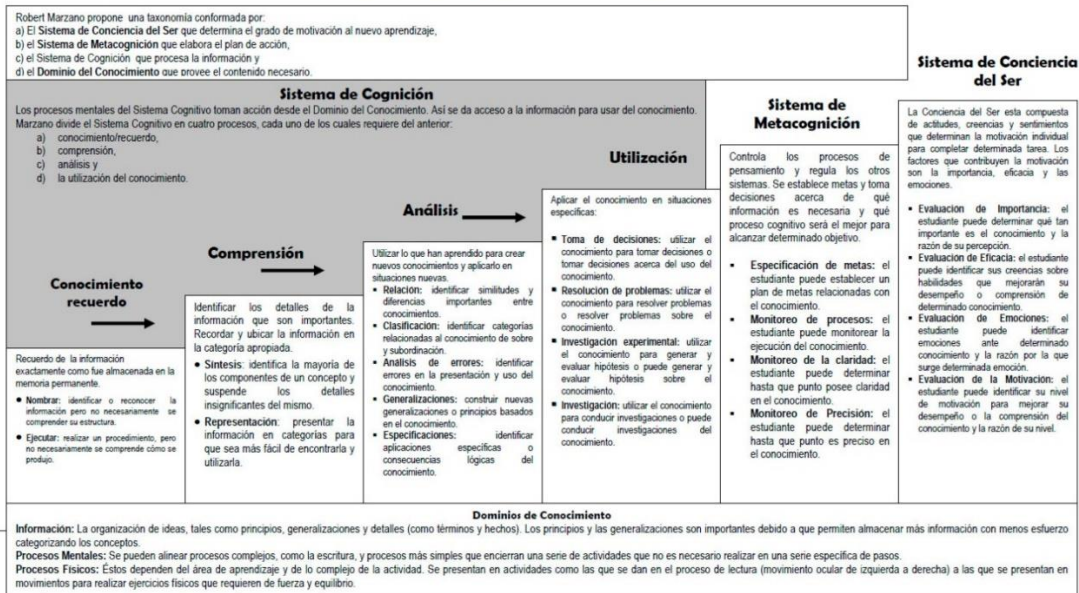 Robert Marzano propone una taxonomía conformada por:
a) El Sistema de Conciencia del Ser que determina el grado de motivación al nuevo aprendizaje,
b) el Sistema de Metacognición que elabora el plan de acción,
c) el Sistema de Cognición que procesa la información y
d) el Dominio del Conocimiento que provee el contenido necesario.
Sistema de Cognición
Los procesos mentales del Sistema Cognitivo toman acción desde el Dominio del Conocimiento. Así se da acceso a la información para usar del conocimiento.
Marzano divide el Sistema Cognitivo en cuatro procesos, cada uno de los cuales requiere del anterior:
a) conocimiento/recuerdo,
b) comprensión,
c) análisis y
d) la utilización del conocimiento.
Conocimiento
recuerdo
Recuerdo de la información
exactamente como fue almacenada en la
memoria permanente.
● Nombrar: identificar o reconocer la
información pero no necesariamente se
comprender su estructura.
● Ejecutar: realizar un procedimiento, pero
no necesariamente se comprende cómo se
produjo.
Comprensión
Identificar los detalles de la
información que son importantes.
Recordar y ubicar la información en
la categoría apropiada.
● Síntesis: identifica la mayoría de
los componentes de un concepto y
suspende los detalles
insignificantes del mismo.
● Representación: presentar la
información en categorías para
que sea más fácil de encontrarla y
utilizarla.
Análisis
Utilizar lo que han aprendido para crear
nuevos conocimientos y aplicarlo en
situaciones nuevas.
▪ Relación: identificar similitudes y
diferencias importantes entre
conocimientos.
▪ Clasificación: identificar categorías
relacionadas al conocimiento de sobre
y subordinación.
▪ Análisis de errores: identificar
errores en la presentación y uso del
conocimiento.
▪ Generalizaciones: construir nuevas
generalizaciones o principios basados
en el conocimiento.
▪ Especificaciones: identificar
aplicaciones específicas o
consecuencias lógicas del
conocimiento.
Utilización
Aplicar el conocimiento en situaciones
específicas:
▪ Toma de decisiones: utilizar el
conocimiento para tomar decisiones o
tomar decisiones acerca del uso del
conocimiento.
▪ Resolución de problemas: utilizar el
conocimiento para resolver problemas
o resolver problemas sobre el
conocimiento.
▪ Investigación experimental: utilizar
el conocimiento para generar y
evaluar hipótesis o puede generar y
evaluar hipótesis sobre el
conocimiento.
▪ Investigación: utilizar el conocimiento
para conducir investigaciones o puede
conducir investigaciones del
conocimiento.
Sistema de
Metacognición
Controla los procesos de
pensamiento y regula los otros
sistemas. Se establece metas y toma
decisiones acerca de qué
información es necesaria y qué
proceso cognitivo será el mejor para
alcanzar determinado objetivo.
▪ Especificación de metas: el
estudiante puede establecer un
plan de metas relacionadas con
el conocimiento.
▪ Monitoreo de procesos: el
estudiante puede monitorear la
ejecución del conocimiento.
▪ Monitoreo de la claridad: el
estudiante puede determinar
hasta que punto posee claridad
en el conocimiento.
▪ Monitoreo de Precisión: el
estudiante puede determinar
hasta que punto es preciso en
el conocimiento.
Sistema de Conciencia
del Ser
La Conciencia del Ser esta compuesta
de actitudes, creencias y sentimientos
que determinan la motivación individual
para completar determinada tarea. Los
factores que contribuyen la motivación
son la importancia, eficacia y las
emociones.
▪ Evaluación de Importancia: el
estudiante puede determinar qué tan
importante es el conocimiento y la
razón de su percepción.
▪ Evaluación de Eficacia: el estudiante
puede identificar sus creencias sobre
habilidades que mejorarán su
desempeño o comprensión de
determinado conocimiento.
▪ Evaluación de Emociones: el
estudiante puede identificar
emociones ante determinado
conocimiento y la razón por la que
surge determinada emoción.
▪ Evaluación de la Motivación: el
estudiante puede identificar su nivel
de motivación para mejorar su
desempeño o la comprensión del
conocimiento y la razón de su nivel.
Dominios de Conocimiento
Información: La organización de ideas, tales como principios, generalizaciones y detalles (como términos y hechos). Los principios y las generalizaciones son importantes debido a que permiten almacenar más información con menos esfuerzo
categorizando los conceptos.
Procesos Mentales: Se pueden alinear procesos complejos, como la escritura, y procesos más simples que encierran una serie de actividades que no es necesario realizar en una serie específica de pasos.
Procesos Físicos: Éstos dependen del área de aprendizaje y de lo complejo de la actividad. Se presentan en actividades como las que se dan en el proceso de lectura (movimiento ocular de izquierda a derecha) a las que se presentan en
movimientos para realizar ejercicios físicos que requieren de fuerza y equilibrio.